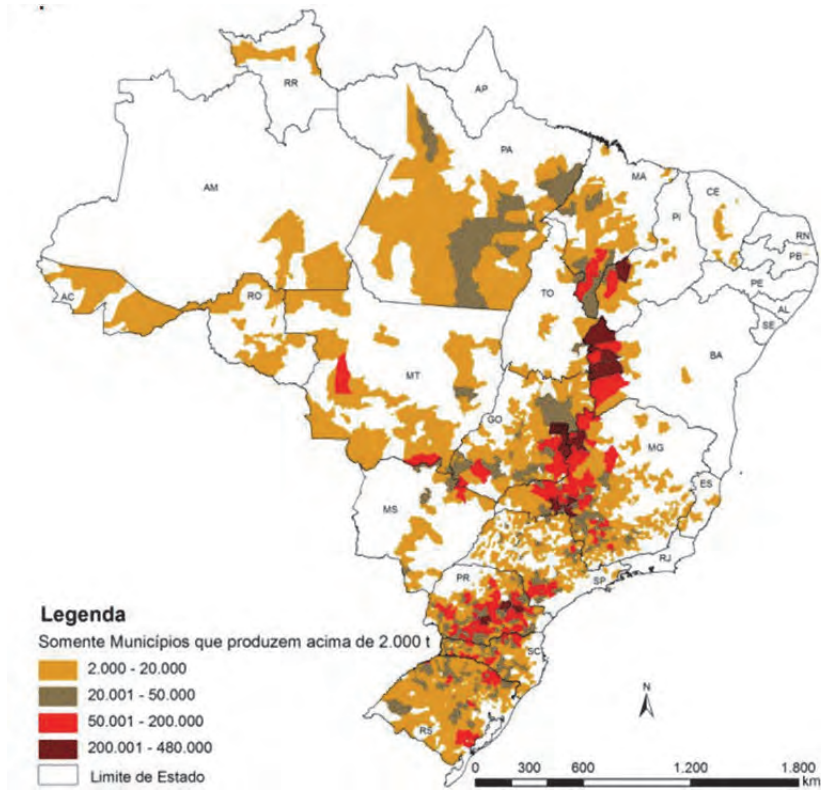 RR
AP
AM
PA
MA
CE
RN
PB
PI
PE
AL
SE
AC
RO
TO
BA
MT
GO
MG
ES
MS
SP
RJ
PR
SC
RS
Legenda
Somente Municípios que produzem acima de 2.000 t
2.000 - 20.000
20.001 - 50.000
50.001 - 200.000
200.001 - 480.000
Limite de Estado
N
0 300 600 1.200 1.800
km